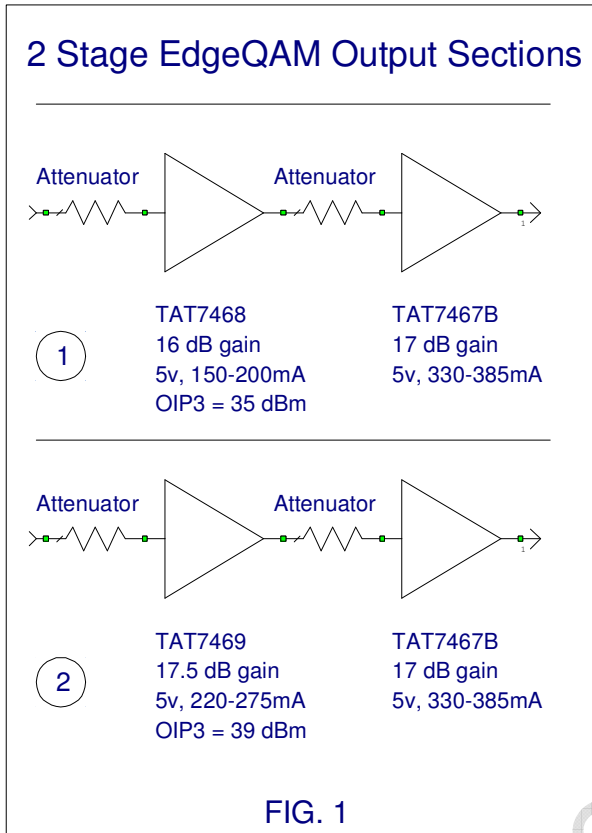 2 Stage EdgeQAM Output Sections
Attenuator
Attenuator
1
TAT7468
16 dB gain
5v, 150-200mA
OIP3 = 35 dBm
TAT7467B
17 dB gain
5v, 330-385mA
1
Attenuator
Attenuator
1
TAT7469
17.5 dB gain
5v, 220-275mA
OIP3 = 39 dBm
TAT7467B
17 dB gain
5v, 330-385mA
2
FIG. 1